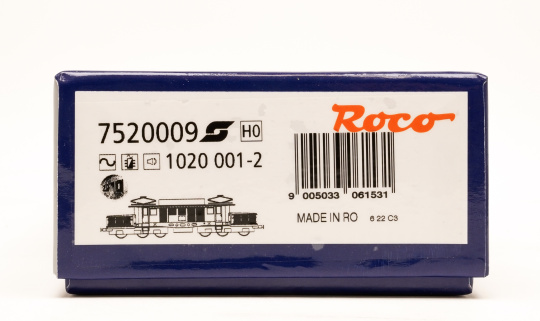 7520009 H0
Roco
1020 001-2
9 005033 061531
MADE IN RO 6 22 C3